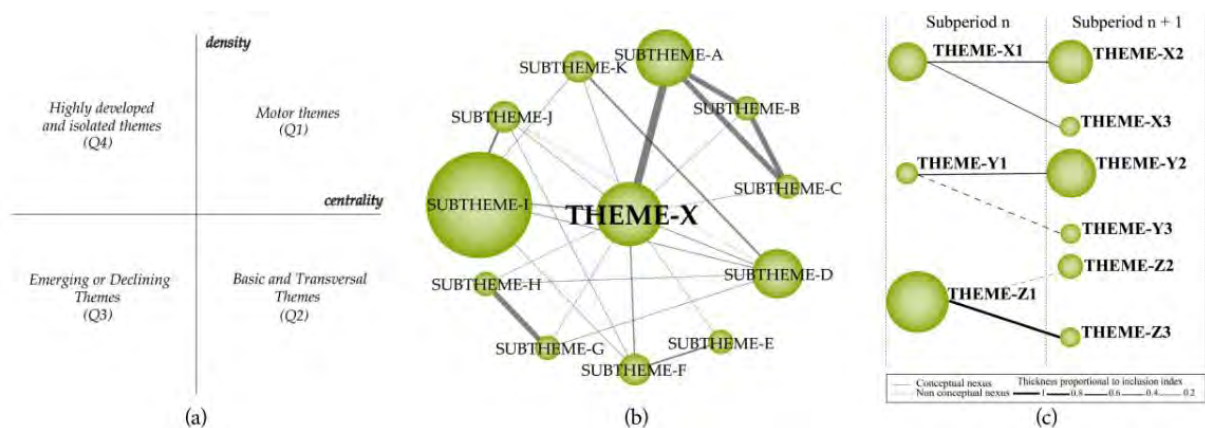 density
Highly developed
and isolated themes
(Q4)
Motor themes
(Q1)
centrality
Emerging or Declining
Themes
(Q3)
Basic and Transversal
Themes
(Q2)
(a)
SUBTHEME-A
SUBTHEME-K
SUBTHEME-B
SUBTHEME-J
SUBTHEME-C
SUBTHEME-I
THEME-X
SUBTHEME-D
SUBTHEME-H
SUBTHEME-G
SUBTHEME-E
SUBTHEME-F
(b)
Subperiod n
Subperiod n + 1
THEME-X1
THEME-X2
THEME-X3
THEME-Y1
THEME-Y2
THEME-Y3
THEME-Z2
THEME-Z1
THEME-Z3
Conceptual nexus
Non conceptual nexus
Thickness proportional to inclusion index
1 0.8 0.6 0.4 0.2
(c)